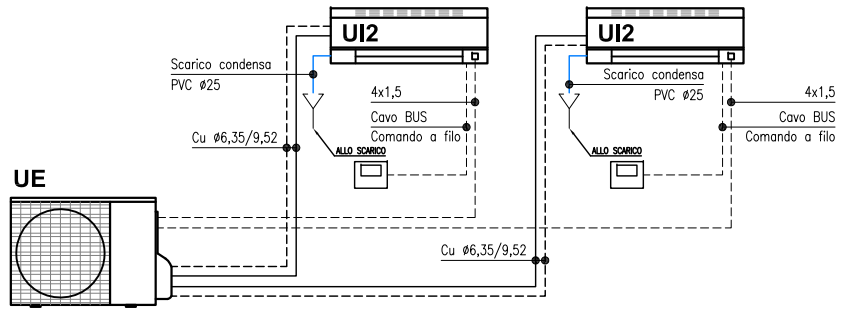 UI2
UI2
Scarico condensa
PVC ø25
4x1,5
Cavo BUS
Comando a filo
Cu ø6,35/9,52
ALLO SCARICO
Scarico condensa
PVC ø25
4x1,5
Cavo BUS
Comando a filo
ALLO SCARICO
UE
Cu ø6,35/9,52